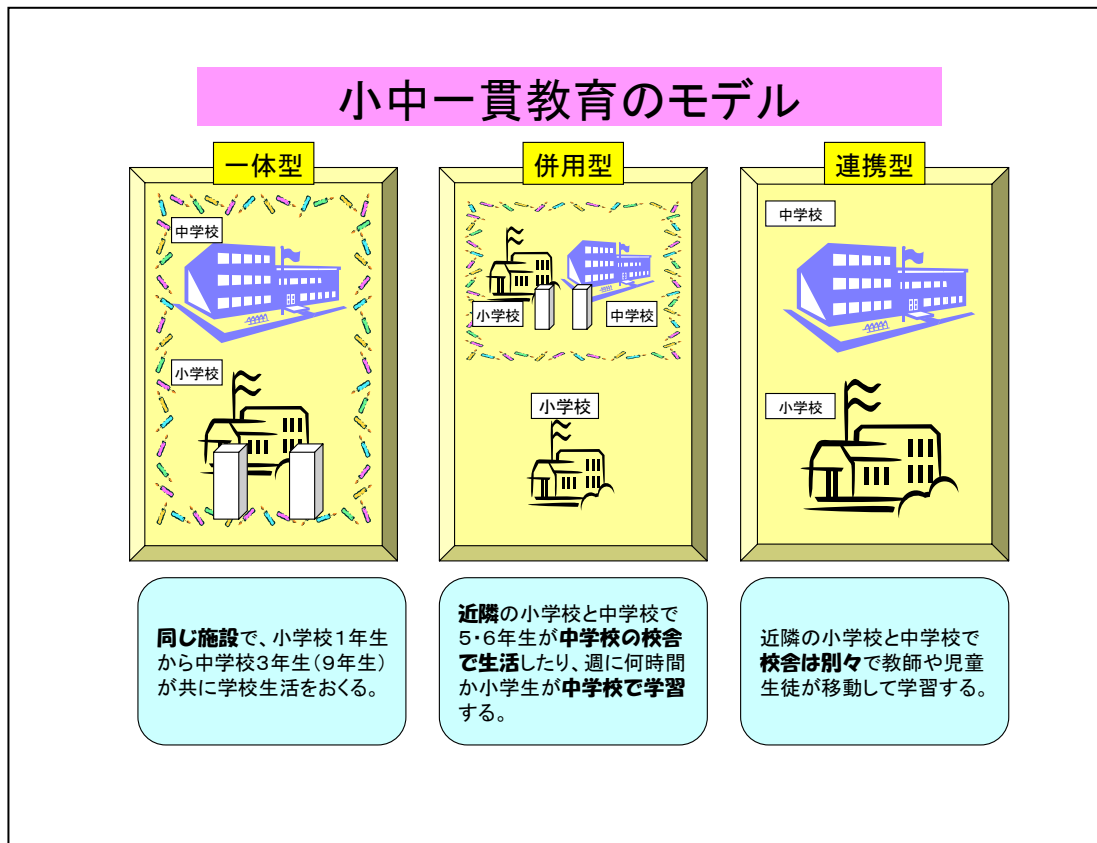 小中一貫教育のモデル
一体型
中学校
小学校
同じ施設で、小学校１年生
から中学校３年生（９年生）
が共に学校生活をおくる。
併用型
小学校
中学校
小学校
近隣の小学校と中学校で
５・６年生が中学校の校舎
で生活したり、週に何時間
か小学生が中学校で学習
する。
連携型
中学校
小学校
近隣の小学校と中学校で
校舎は別々で教師や児童
生徒が移動して学習する。